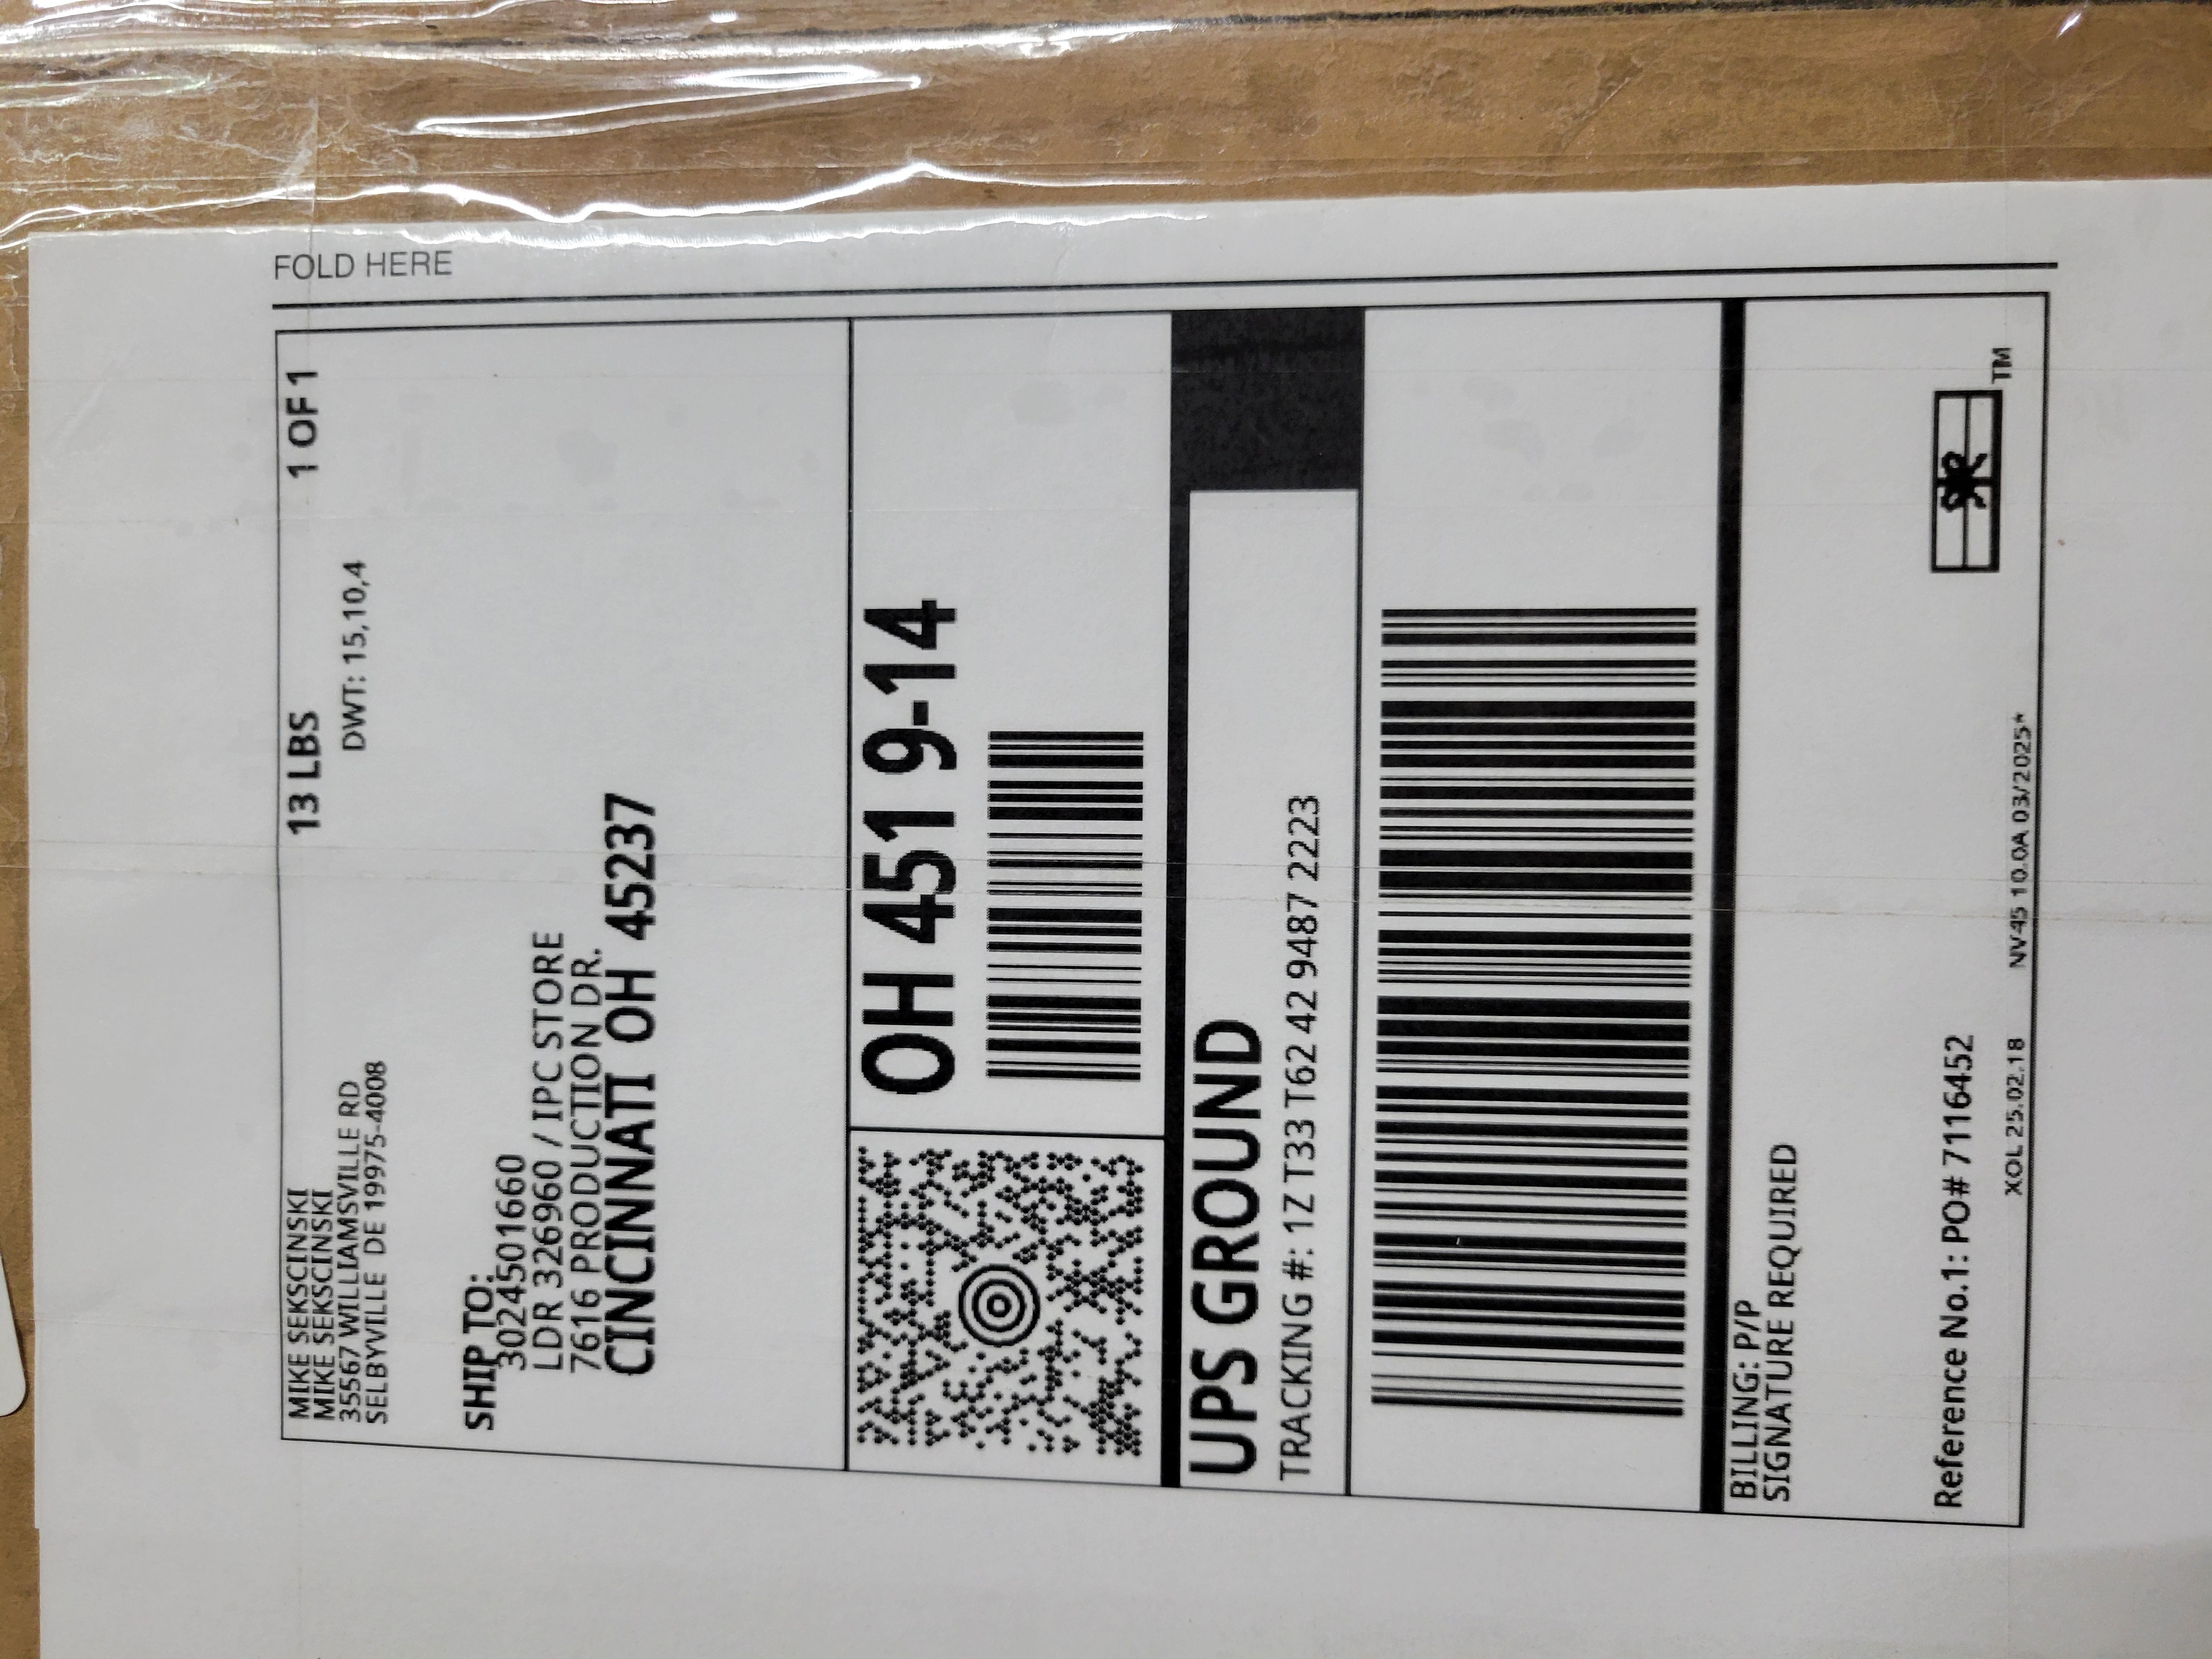 FOLD HERE
MIKE SEKSCINSKI
MIKE SEKSCINSKI
35567 WILLIAMSVILLE RD
SELBYVILLE DE 19975-4008
13 LBS
1 OF 1
DWT: 15,10,4
SHIP TO:
3024501660
LDR 326960 / IPC STORE
7616 PRODUCTION DR.
CINCINNATI OH 45237
OH 451 9-14
UPS GROUND
TRACKING #: 1Z T33 T62 42 9487 2223
BILLING: P/P
SIGNATURE REQUIRED
Reference No.1: PO# 7116452
XOL 25.02.18 NV45 10.0A 03/2025*
TM